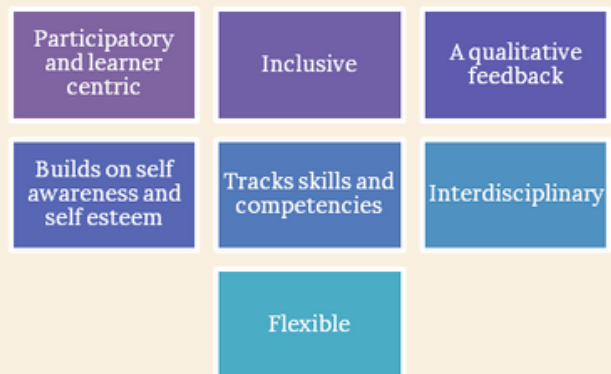 Participatory
and learner
centric
Inclusive
A qualitative
feedback
Builds on self
awareness and
self esteem
Tracks skills and
competencies
Interdisciplinary
Flexible